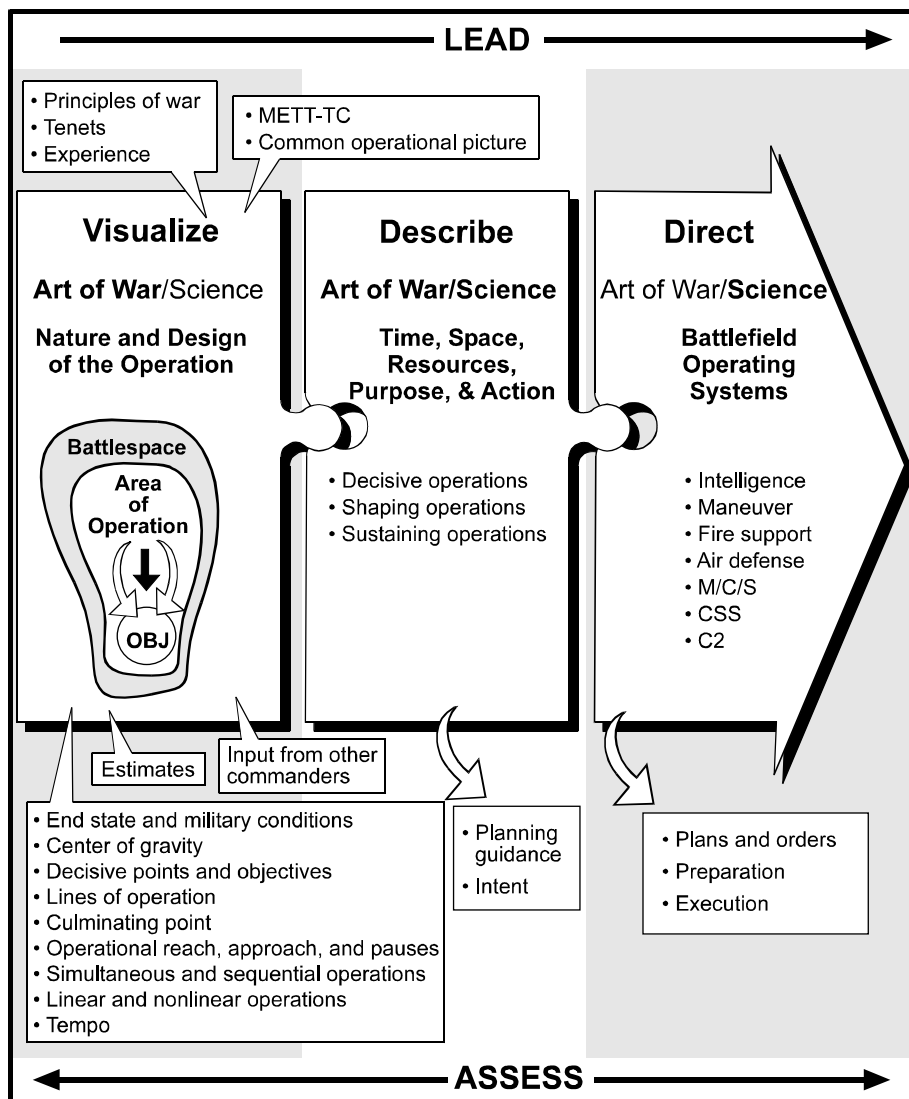 LEAD
• Principles of war
• Tenets
• Experience
• METT-TC
• Common operational picture
Visualize
Art of War/Science
Nature and Design
of the Operation
Battlespace
Area
of
Operation
OBJ
Describe
Art of War/Science
Time, Space,
Resources,
Purpose, & Action
• Decisive operations
• Shaping operations
• Sustaining operations
Direct
Art of War/Science
Battlefield
Operating
Systems
• Intelligence
• Maneuver
• Fire support
• Air defense
• M/C/S
• CSS
• C2
Estimates
Input from other
commanders
• End state and military conditions
• Center of gravity
• Decisive points and objectives
• Lines of operation
• Culminating point
• Operational reach, approach, and pauses
• Simultaneous and sequential operations
• Linear and nonlinear operations
• Tempo
• Planning
guidance
• Intent
• Plans and orders
• Preparation
• Execution
ASSESS